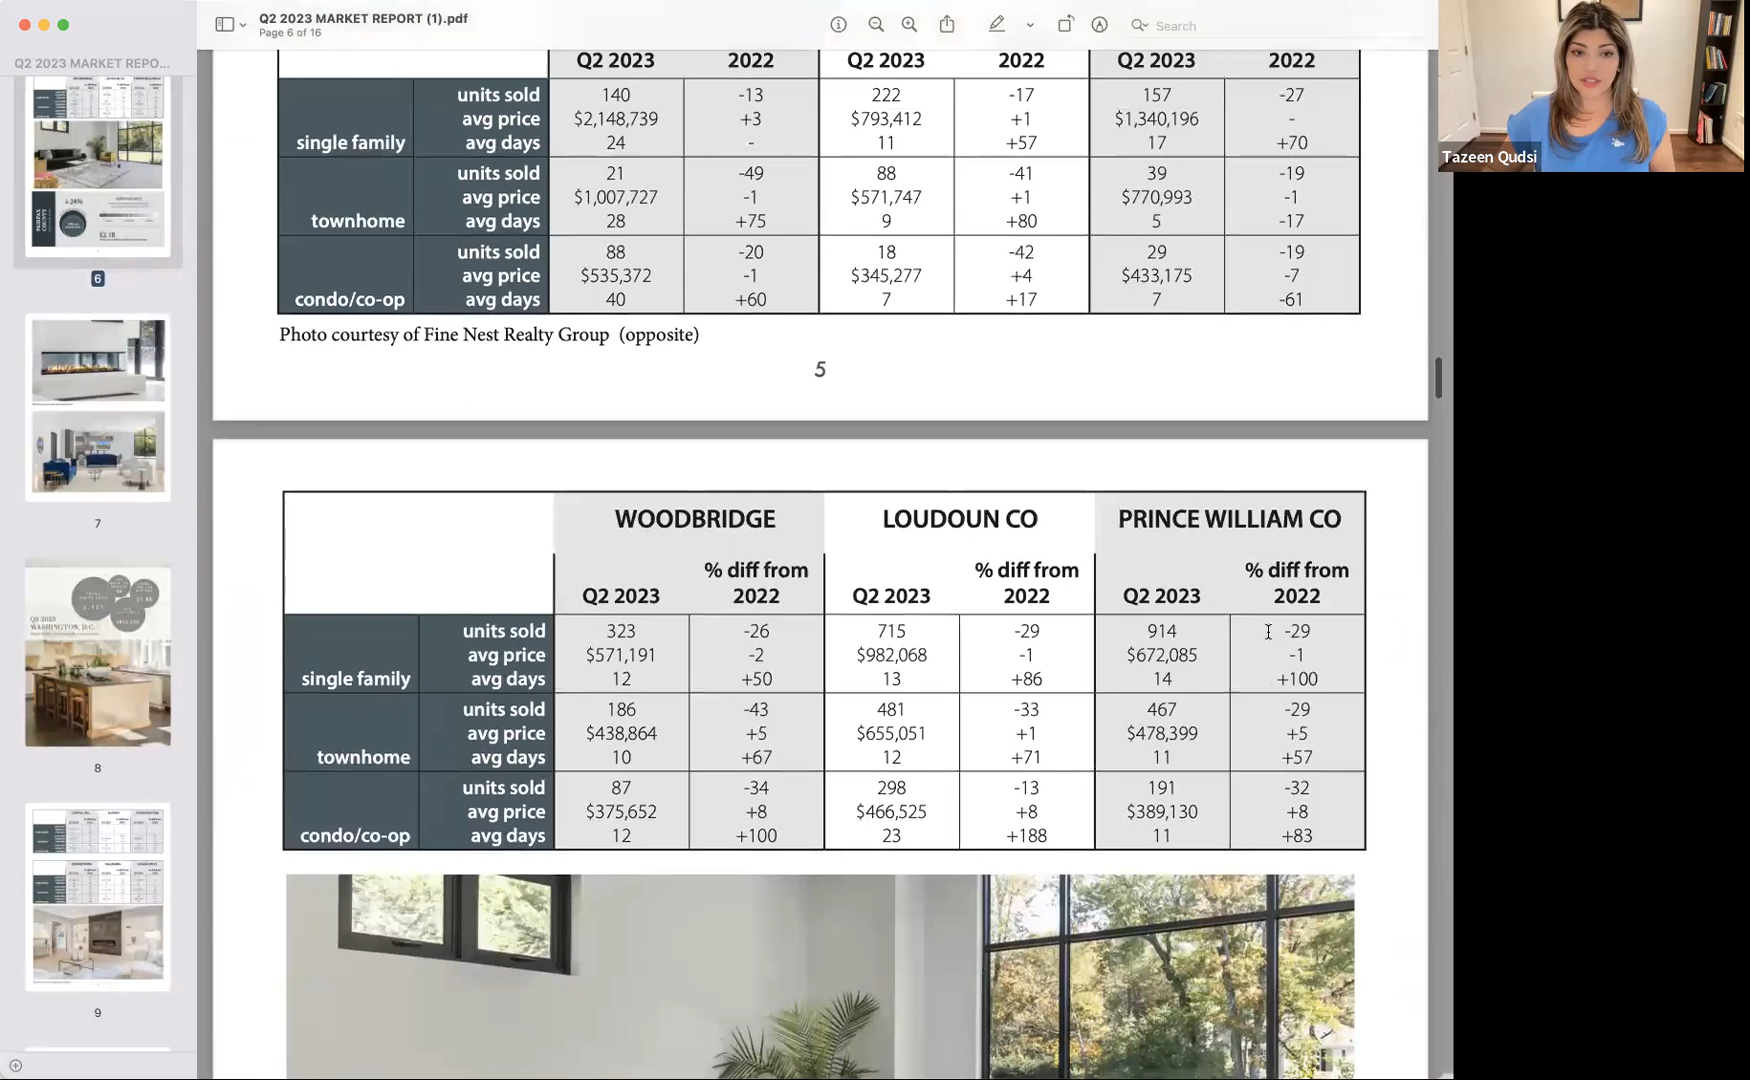 Q2 2023 MARKET REPORT (1).pdf
Page 6 of 16
Search
Q2 2023 MARKET REPO...
Tazeen Qudsi
Q2 2023 2022 Q2 2023 2022 Q2 2023 2022
single family units sold 140 -13 222 -17 157 -27
avg price $2,148,739 +3 $793,412 +1 $1,340,196 -
avg days 24 - 11 +57 17 +70
townhome units sold 21 -49 88 -41 39 -19
avg price $1,007,727 -1 $571,747 +1 $770,993 -1
avg days 28 +75 9 +80 5 -17
condo/co-op units sold 88 -20 18 -42 29 -19
avg price $535,372 -1 $345,277 +4 $433,175 -7
avg days 40 +60 7 +17 7 -61
Photo courtesy of Fine Nest Realty Group (opposite)
5
WOODBRIDGE LOUDOUN CO PRINCE WILLIAM CO
% diff from % diff from % diff from
Q2 2023 2022 Q2 2023 2022 Q2 2023 2022
single family units sold 323 -26 715 -29 914 -29
avg price $571,191 -2 $982,068 -1 $672,085 -1
avg days 12 +50 13 +86 14 +100
townhome units sold 186 -43 481 -33 467 -29
avg price $438,864 +5 $655,051 +1 $478,399 +5
avg days 10 +67 12 +71 11 +57
condo/co-op units sold 87 -34 298 -13 191 -32
avg price $375,652 +8 $466,525 +8 $389,130 +8
avg days 12 +100 23 +188 11 +83
FAIRFAX
COUNTY
24%
$2.1B
6
7
Q2 2023
WASHINGTON, D.C.
8
9